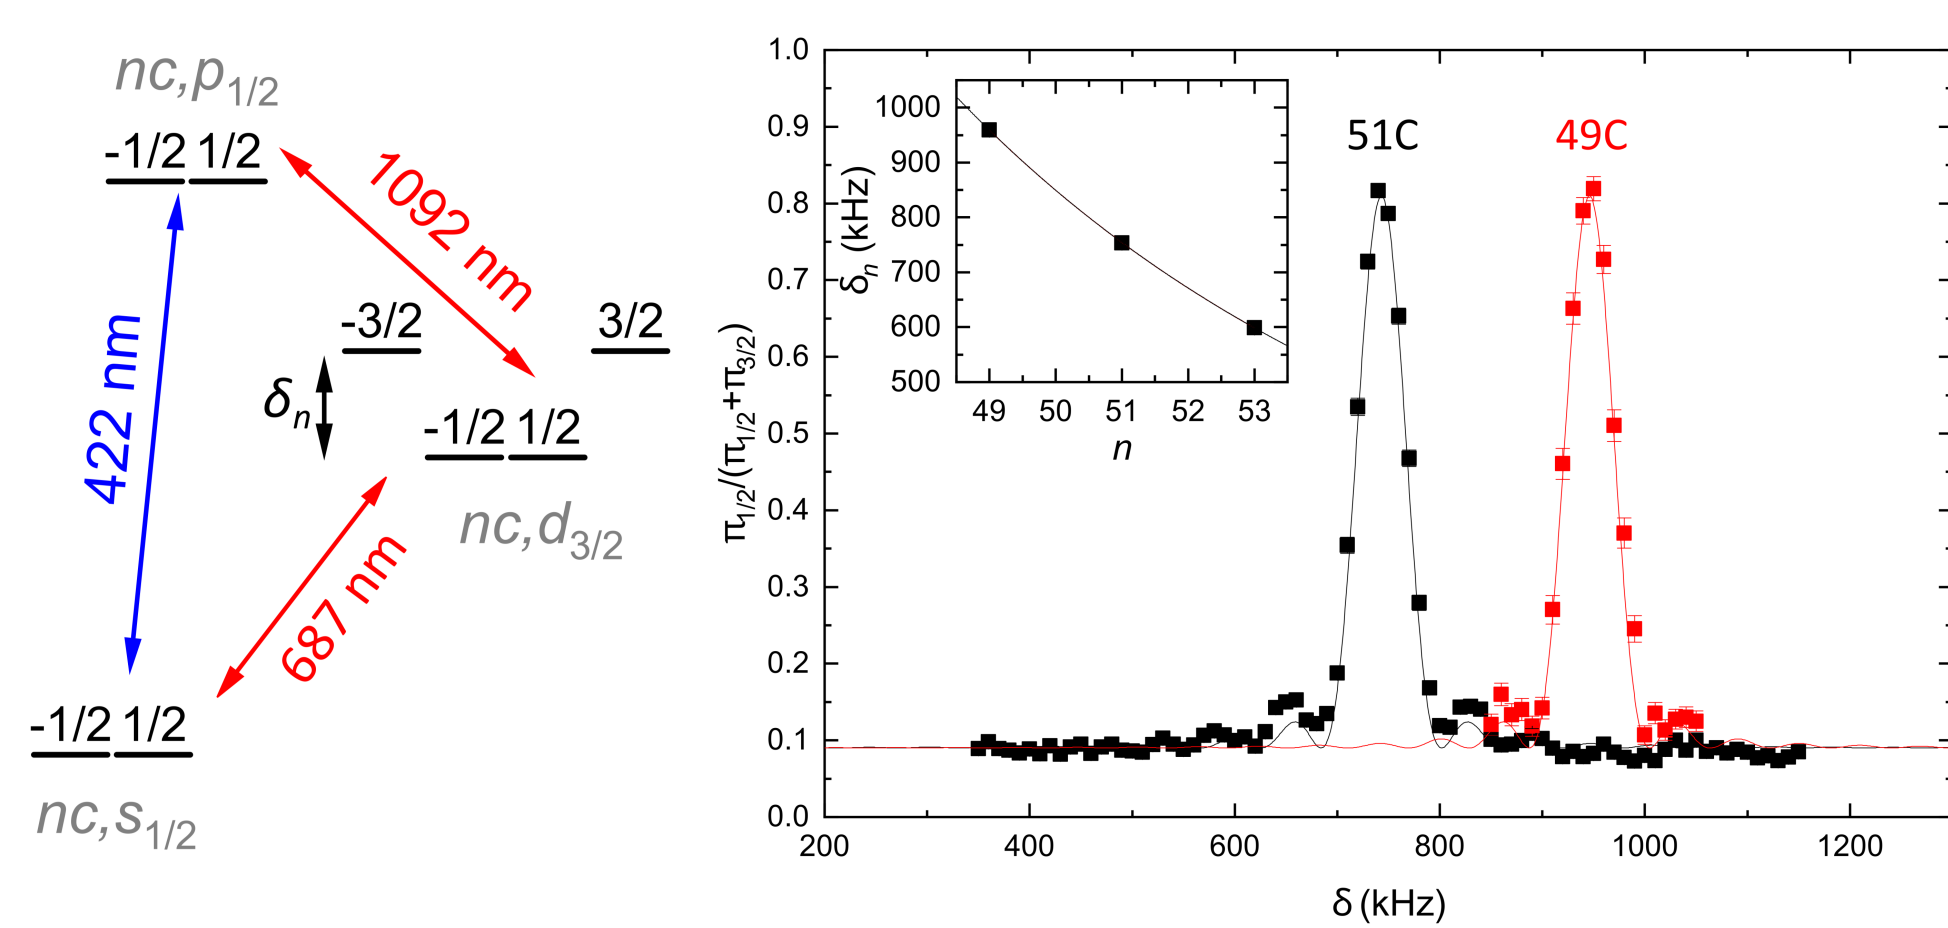 nc,p1/2
-1/2 1/2
1092 nm
422 nm
-3/2 3/2
δn
-1/2 1/2
nc,d3/2
687 nm
-1/2 1/2
nc,s1/2
π1/2/(π1/2+π3/2)
1.0
0.9
0.8
0.7
0.6
0.5
0.4
0.3
0.2
0.1
0.0
200 400 600 800 1000 1200
δ (kHz)
51C
49C
δn (kHz)
1000
900
800
700
600
500
49 50 51 52 53
n